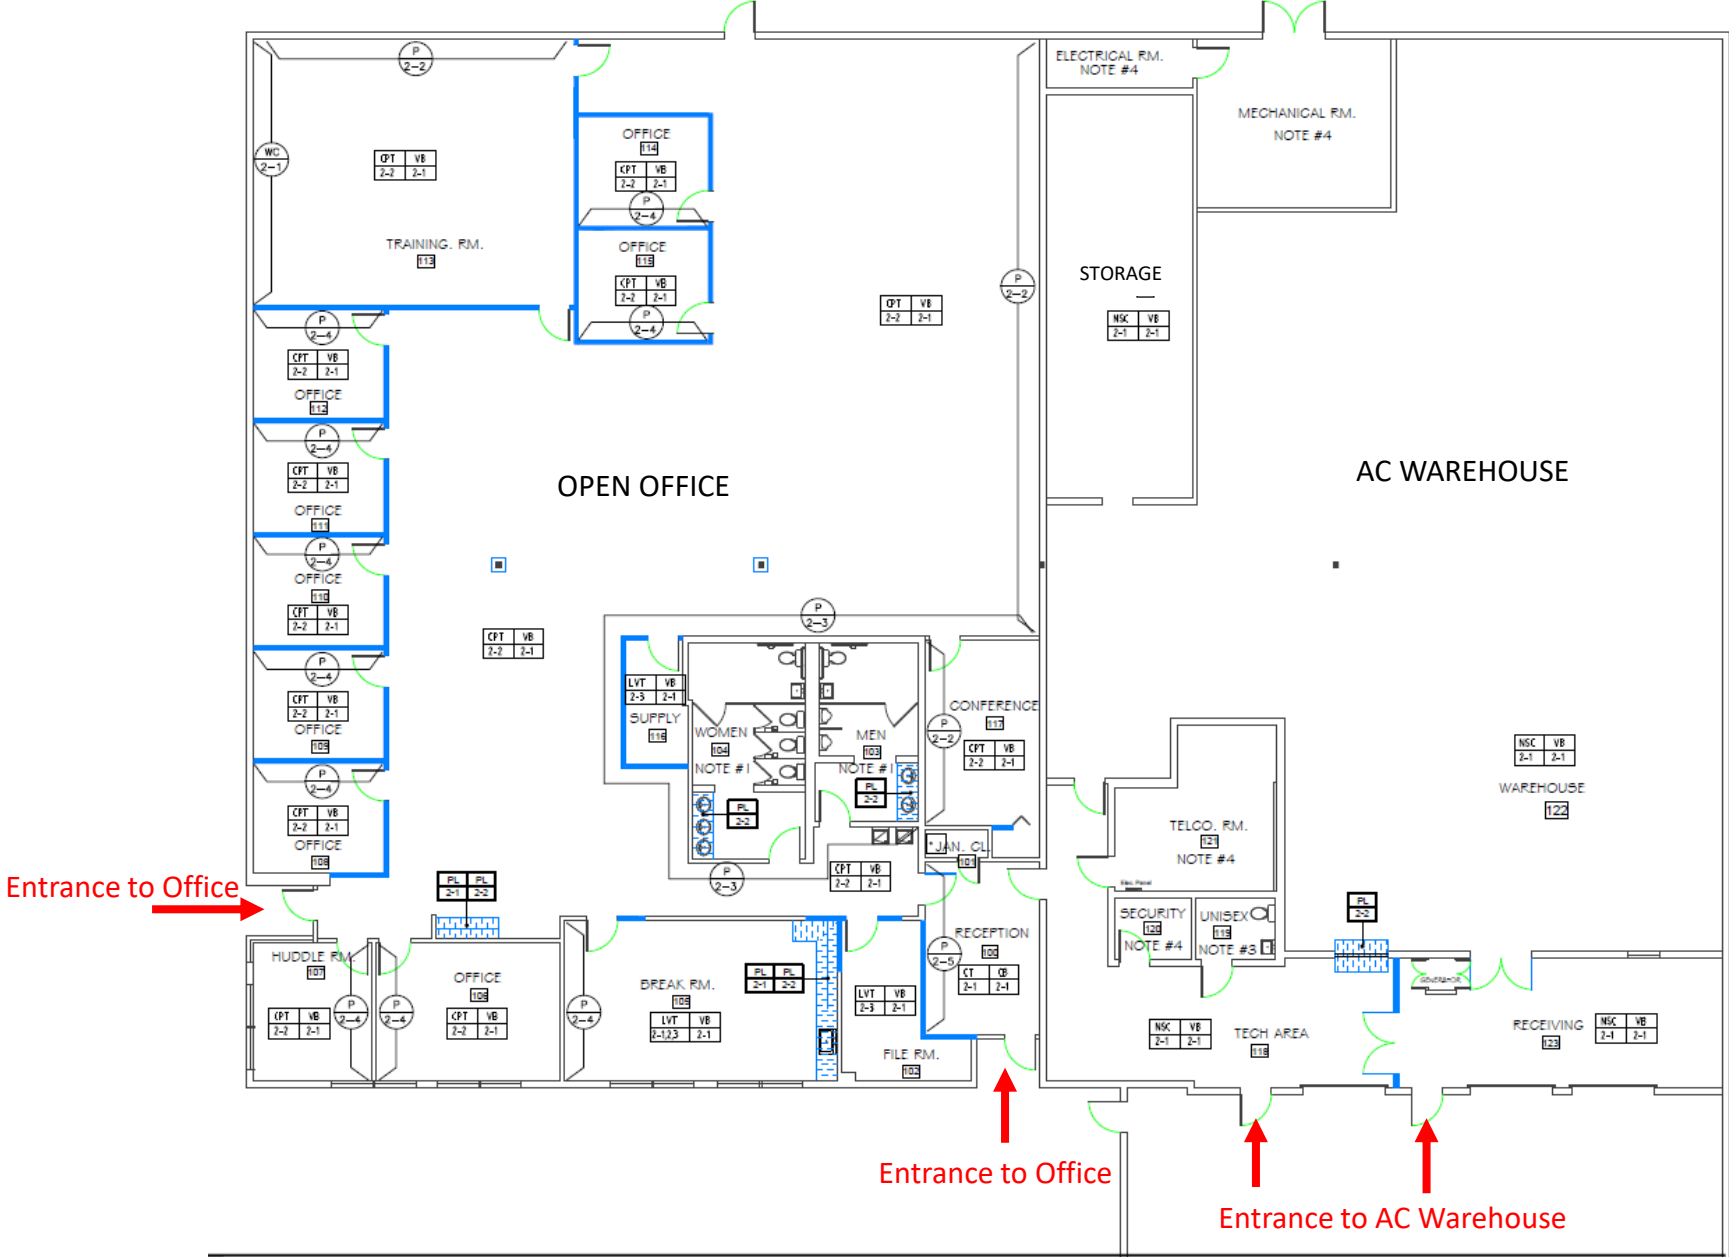 P
2-2
ELECTRICAL RM.
NOTE #4
MECHANICAL RM.
NOTE #4
OFFICE
114
WC
2-1
CPT VB
2-2 2-1
CPT VB
2-2 2-1
P
2-4
TRAINING. RM.
113
OFFICE
115
CPT VB
2-2 2-1
P
2-4
P
2-2
STORAGE
CPT VB
2-2 2-1
NSC VB
2-1 2-1
P
2-4
CPT VB
2-2 2-1
OFFICE
112
P
2-4
CPT VB
2-2 2-1
OFFICE
111
OPEN OFFICE
AC WAREHOUSE
P
2-4
OFFICE
110
CPT VB
2-2 2-1
P
2-3
CPT VB
2-2 2-1
P
2-4
CPT VB
2-2 2-1
OFFICE
109
LVT VB
2-3 2-1
SUPPLY
116
WOMEN
104
NOTE #1
PL
2-2
MEN
103
NOTE #1
PL
2-2
CONFERENCE
117
P
2-2
CPT VB
2-2 2-1
NSC VB
2-1 2-1
WAREHOUSE
122
P
2-4
CPT VB
2-2 2-1
OFFICE
108
JAN. CL.
101
TELCO. RM.
121
NOTE #4
Elec. Panel
P
2-3
CPT VB
2-2 2-1
Entrance to Office
PL PL
2-1 2-2
PL
2-2
SECURITY
120
NOTE #4
UNISEX
119
NOTE #3
HUDDLE RM.
107
P
2-4
CPT VB
2-2 2-1
OFFICE
106
P
2-4
CPT VB
2-2 2-1
BREAK RM.
105
P
2-4
LVT VB
2-1,2,3 2-1
PL PL
2-1 2-2
LVT VB
2-3 2-1
FILE RM.
102
RECEPTION
100
P
2-5
CT CB
2-1 2-1
GENERATOR
NSC VB
2-1 2-1
TECH AREA
118
RECEIVING
123
NSC VB
2-1 2-1
Entrance to Office
Entrance to AC Warehouse